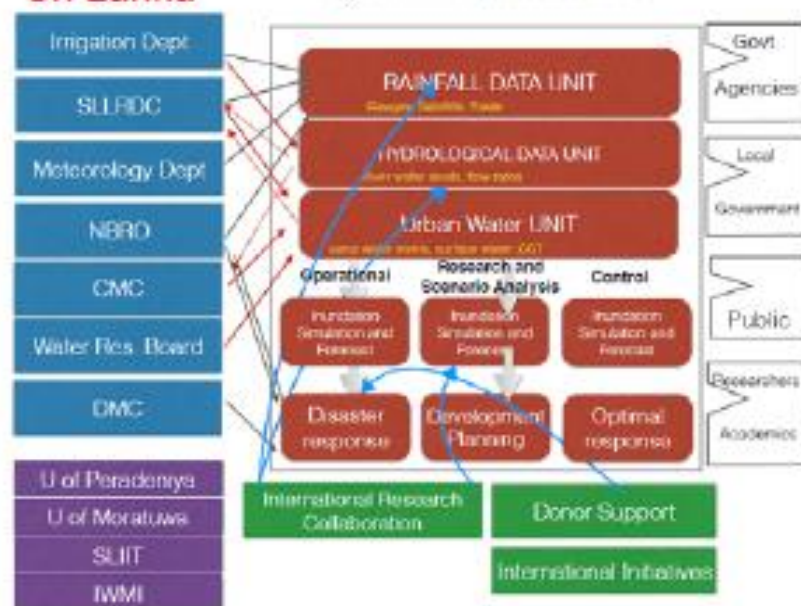 Irrigation Dept
SLLRDC
Meteorology Dept
NBRO
CMC
Water Res. Board
DMC
U of Peradeniya
U of Moratuwa
SLIIT
IWMI
RAINFALL DATA UNIT
HYDROLOGICAL DATA UNIT
Urban Water UNIT
Operational
Research and
Scenario Analysis
Control
Inundation
Simulation and
Forecast
Inundation
Simulation and
Forecast
Inundation
Simulation and
Forecast
Disaster
response
Development
Planning
Optimal
response
International Research
Collaboration
Donor Support
International Initiatives
Govt
Agencies
Local
Government
Public
Researchers
Academics